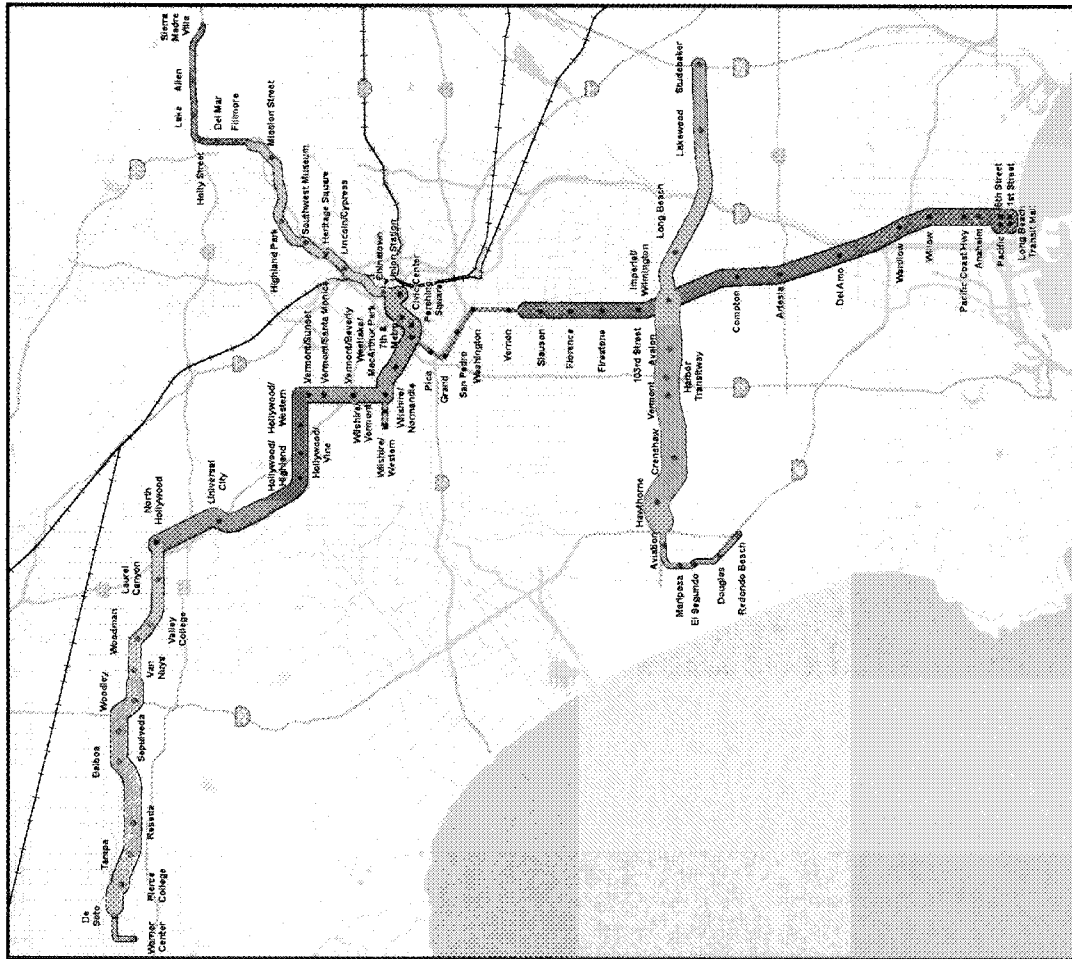 Sierra
Madre
Villa
Allen
Lake
Del Mar
Fillmore
Holly Street
Mission Street
Southwest Museum
Highland Park
Heritage Square
Lincoln/Cypress
Chinatown
Union Station
Civic Center
Pershing
Square
7th &
Metro
Westlake/
MacArthur Park
Vermont/Beverly
Vermont/Santa Monica
Vermont/Sunset
Wilshire/
Vermont
Wilshire/
Normandie
Wilshire/
Western
Hollywood/
Western
Hollywood/
Vine
Hollywood/
Highland
Universal
City
North
Hollywood
Laurel
Canyon
Valley
College
Woodman
Van
Nuys
Sepulveda
Woodley
Balboa
Reseda
Tampa
Pierce
College
De
Soto
Warner
Center
Pico
Grand
San Pedro
Washington
Vernon
Slauson
Florence
Firestone
103rd Street
Imperial/
Wilmington
Compton
Artesia
Del Amo
Wardlow
Willow
Pacific Coast Hwy
Anaheim
Pacific
5th Street
1st Street
Long Beach
Transit Mall
Studebaker
Lakewood
Long Beach
Avalon
Harbor
Transitway
Vermont
Crenshaw
Hawthorne
Aviation
Mariposa
El Segundo
Douglas
Redondo Beach